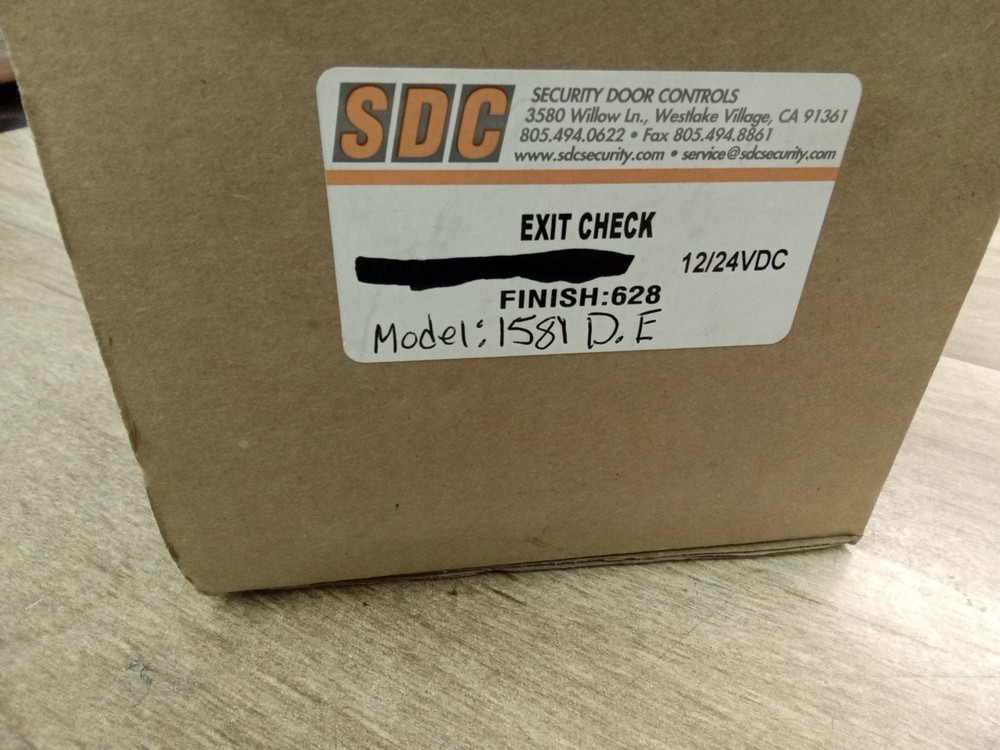 SDC
SECURITY DOOR CONTROLS
3580 Willow Ln., Westlake Village, CA 91361
805.494.0622 • Fax 805.494.8861
www.sdcsecurity.com • service@sdcsecurity.com
EXIT CHECK
12/24VDC
FINISH:628
Model: 1581 D.E